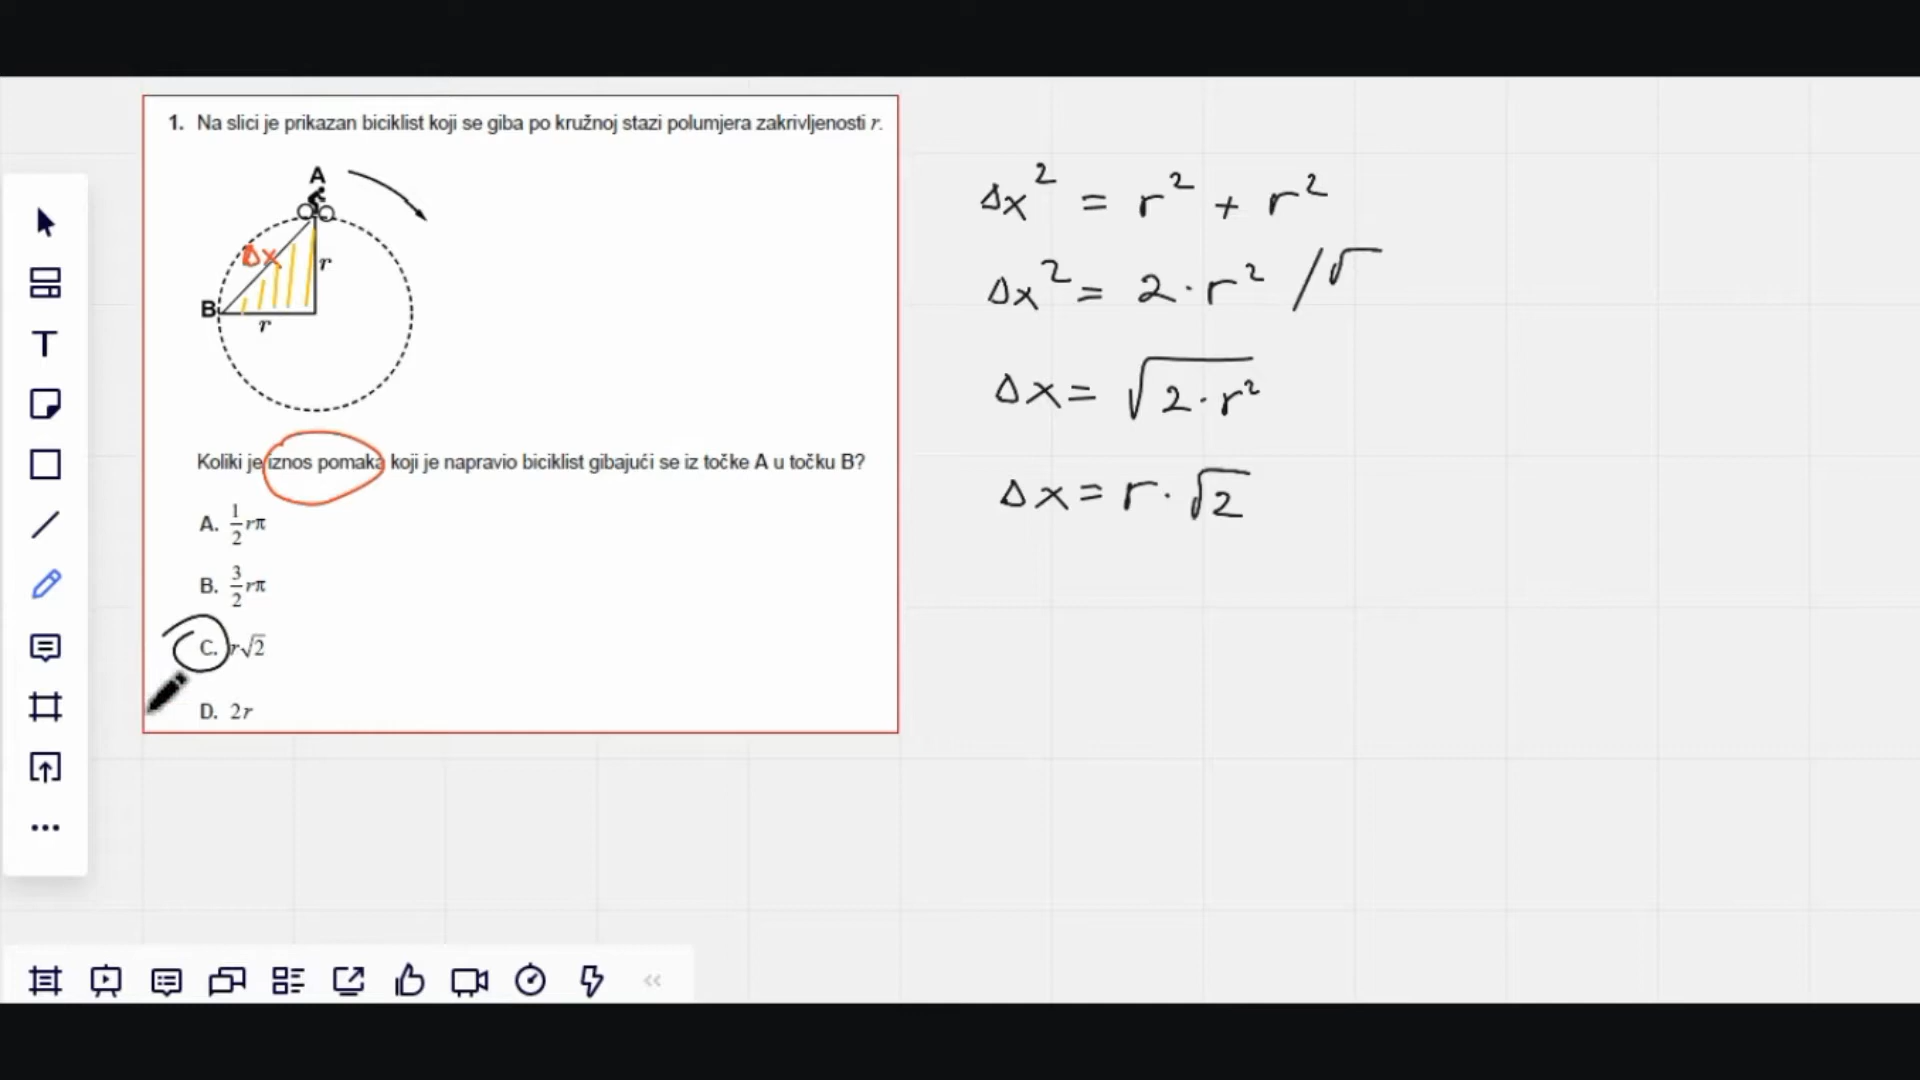 1. Na slici je prikazan biciklist koji se giba po kružnoj stazi polumjera zakrivljenosti r.
A
Δx
r
B
r
Koliki je iznos pomaka koji je napravio biciklist gibajući se iz točke A u točku B?
A. 1/2 rπ
B. 3/2 rπ
C. r√2
D. 2r
Δx² = r² + r²
Δx² = 2·r² /√
Δx = √2·r²
Δx = r·√2
T